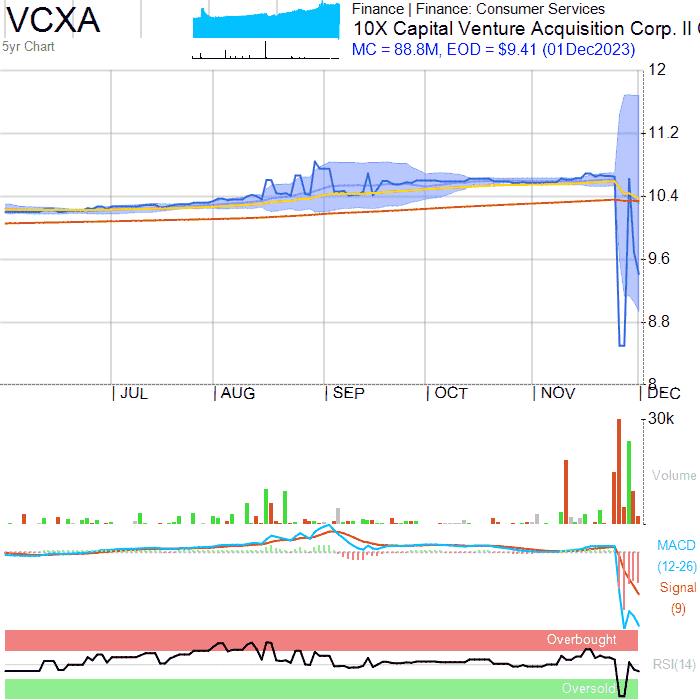 VCXA
5yr Chart
Finance | Finance: Consumer Services
10X Capital Venture Acquisition Corp. II
MC = 88.8M, EOD = $9.41 (01Dec2023)
12
11.2
10.4
9.6
8.8
8
JUL AUG SEP OCT NOV DEC
30k
Volume
MACD
(12-26)
Signal
(9)
Overbought
RSI(14)
Oversold